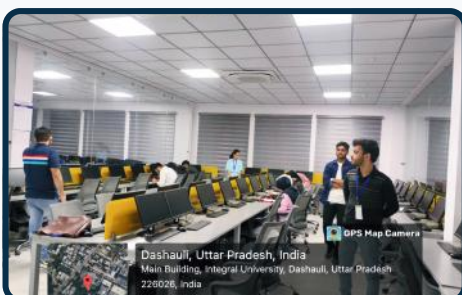 GPS Map Camera
Dashauli, Uttar Pradesh, India
Main Building, Integral University, Dashauli, Uttar Pradesh
226026, India